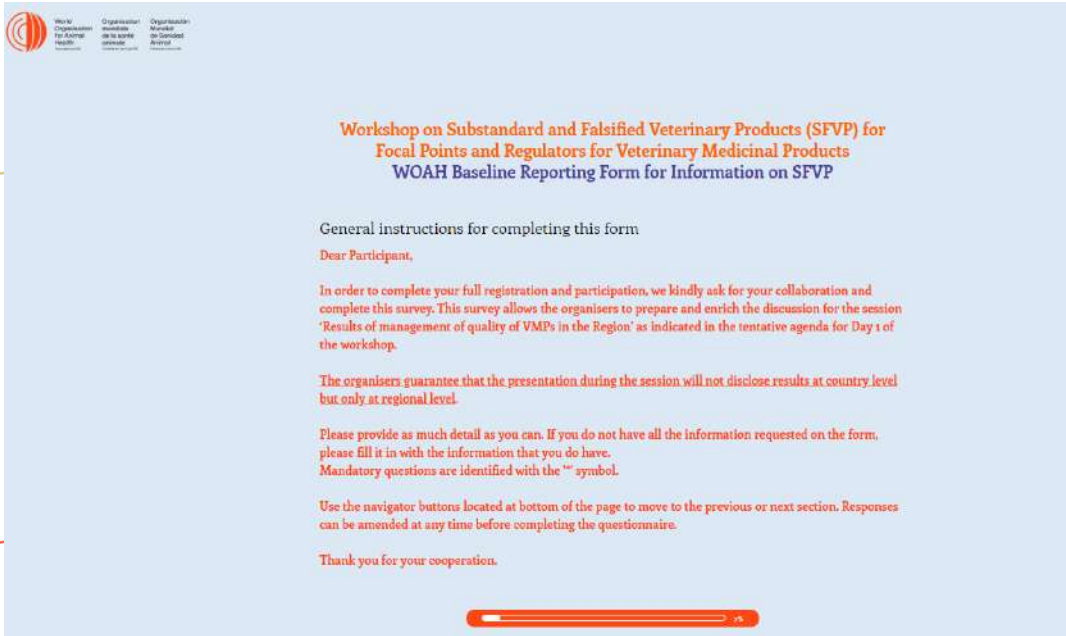 World
Organisation
for Animal
Health
Organisation
mondiale
de la santé
animale
Organización
Mundial
de Sanidad
Animal
Workshop on Substandard and Falsified Veterinary Products (SFVP) for
Focal Points and Regulators for Veterinary Medicinal Products
WOAH Baseline Reporting Form for Information on SFVP
General instructions for completing this form
Dear Participant,
In order to complete your full registration and participation, we kindly ask for your collaboration and
complete this survey. This survey allows the organisers to prepare and enrich the discussion for the session
'Results of management of quality of VMPs in the Region' as indicated in the tentative agenda for Day 1 of
the workshop.
The organisers guarantee that the presentation during the session will not disclose results at country level
but only at regional level.
Please provide as much detail as you can. If you do not have all the information requested on the form,
please fill it in with the information that you do have.
Mandatory questions are identified with the '*' symbol.
Use the navigator buttons located at bottom of the page to move to the previous or next section. Responses
can be amended at any time before completing the questionnaire.
Thank you for your cooperation.